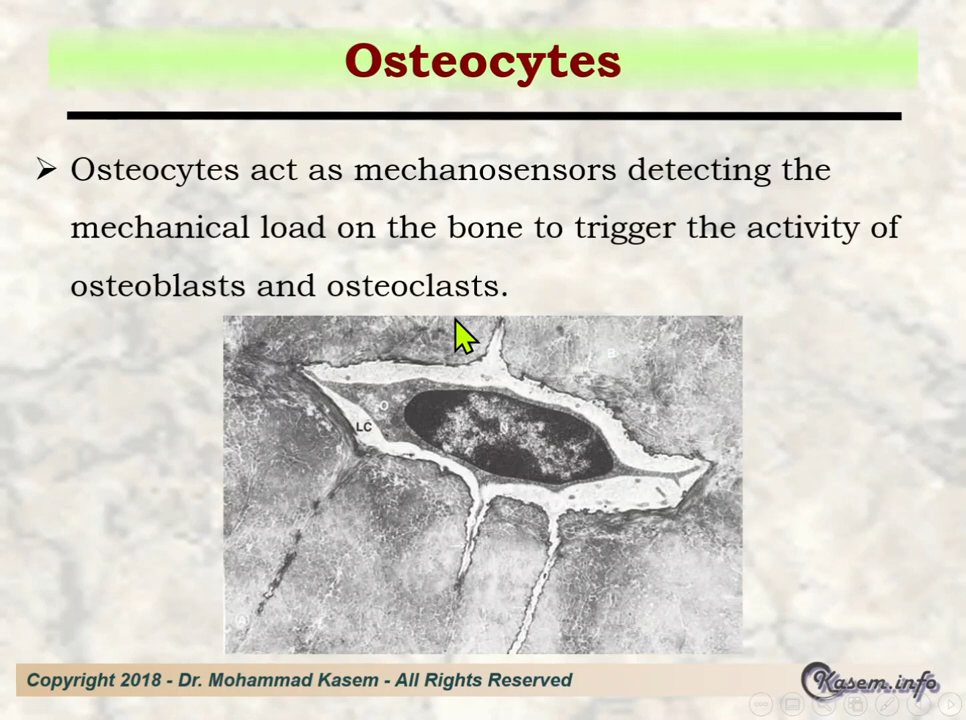 Osteocytes
Osteocytes act as mechanosensors detecting the
mechanical load on the bone to trigger the activity of
osteoblasts and osteoclasts.
B
O
LC
N
Copyright 2018 - Dr. Mohammad Kasem - All Rights Reserved
Kasem.info